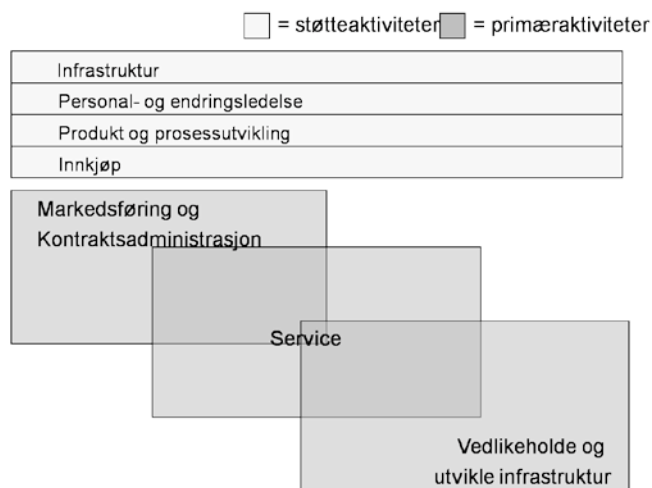 = støtteaktiviteter = primæraktiviteter
Infrastruktur
Personal- og endringsledelse
Produkt og prosessutvikling
Innkjøp
Markedsføring og
Kontraktsadministrasjon
Service
Vedlikeholde og
utvikle infrastruktur